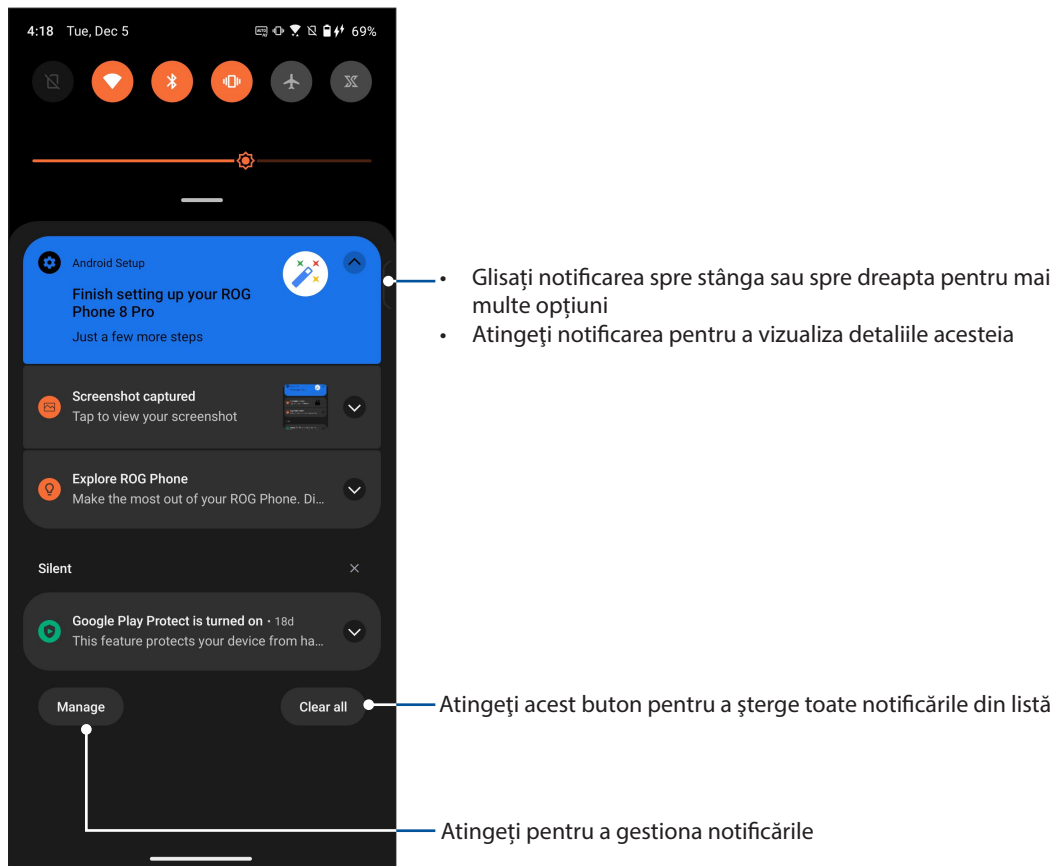 4:18 Tue, Dec 5 69%
Android Setup
Finish setting up your ROG
Phone 8 Pro
Just a few more steps
• Glisați notificarea spre stânga sau spre dreapta pentru mai
multe opțiuni
• Atingeţi notificarea pentru a vizualiza detaliile acesteia
Screenshot captured
Tap to view your screenshot
Explore ROG Phone
Make the most out of your ROG Phone. Di...
Silent
Google Play Protect is turned on • 18d
This feature protects your device from ha...
Manage
Clear all
Atingeţi acest buton pentru a şterge toate notificările din listă
Atingeți pentru a gestiona notificările